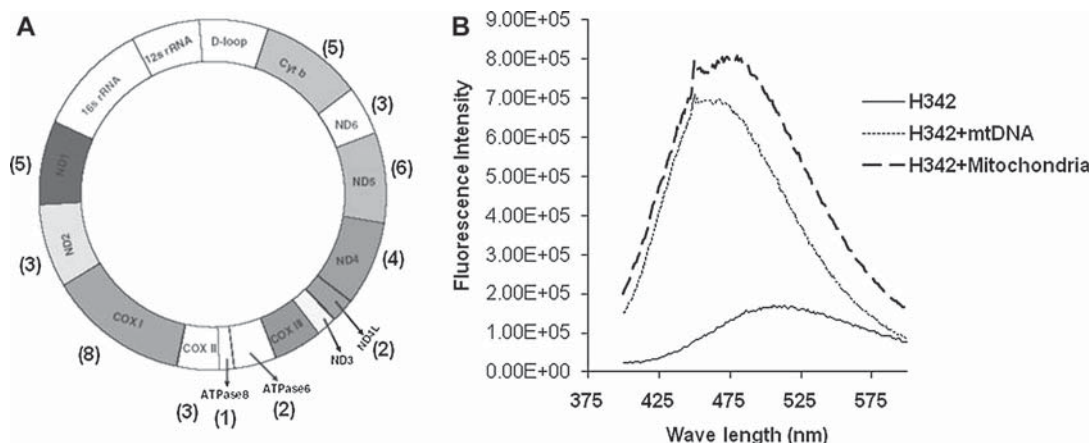 A
D-loop
12s rRNA
16s rRNA
Cyt b
(5)
(3)
ND6
(6)
ND5
ND4
(4)
ND4L
(2)
ND3
COX III
ATPase6
(2)
ATPase8
(1)
COX II
(3)
COX I
(8)
ND2
(3)
ND1
(5)
B
Fluorescence Intensity
9.00E+05
8.00E+05
7.00E+05
6.00E+05
5.00E+05
4.00E+05
3.00E+05
2.00E+05
1.00E+05
0.00E+00
375 425 475 525 575
Wave length (nm)
H342
H342+mtDNA
H342+Mitochondria